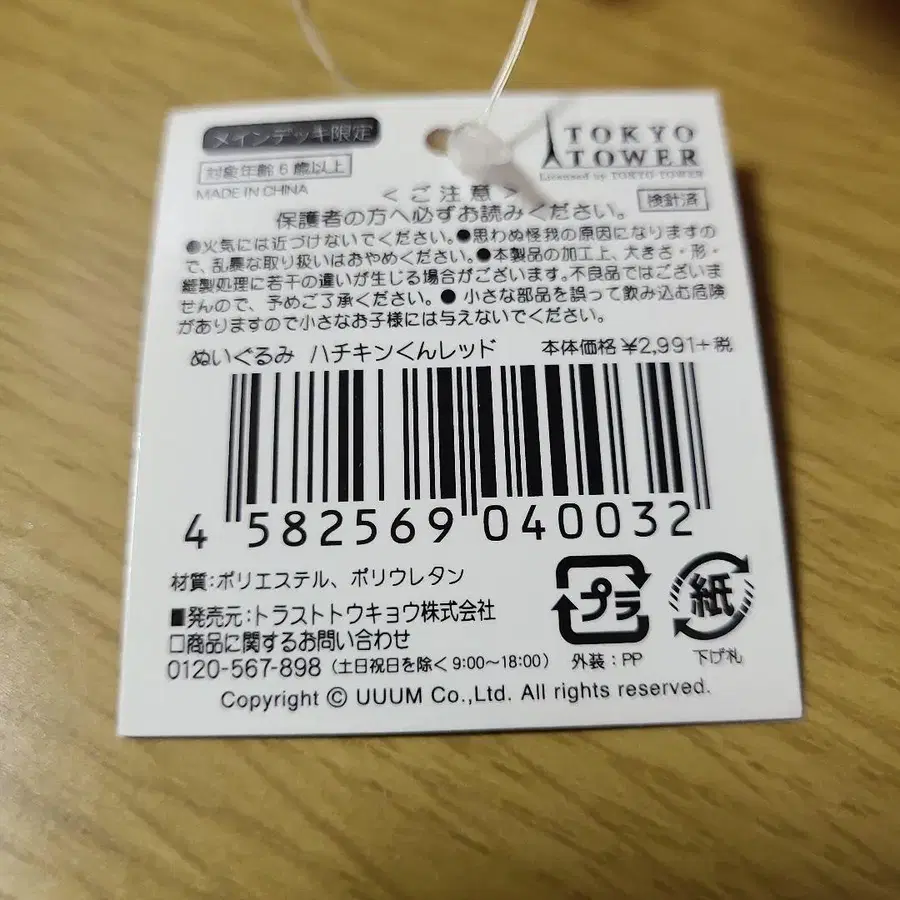 メインデッキ限定
対象年齢6歳以上
MADE IN CHINA
TOKYO
TOWER
Licensed by TOKYO TOWER
検針済
<ご注意>
保護者の方へ必ずお読みください。
●火気には近づけないでください。●思わぬ怪我の原因になりますの
で、乱暴な取り扱いはおやめください。●本製品の加工上、大きさ・形・
縫製処理に若干の違いが生じる場合がございます。不良品ではございま
せんので、予めご了承ください。● 小さな部品を誤って飲み込む危険
がありますので小さなお子様には与えないでください。
ぬいぐるみ ハチキンくんレッド 本体価格 ¥2,991+税
4 582569 040032
材質:ポリエステル、ポリウレタン
■発売元:トラストトウキョウ株式会社
□商品に関するお問い合わせ
0120-567-898 (土日祝日を除く 9:00~18:00)
プラ
外装:PP
紙
下げ札
Copyright © UUUM Co.,Ltd. All rights reserved.